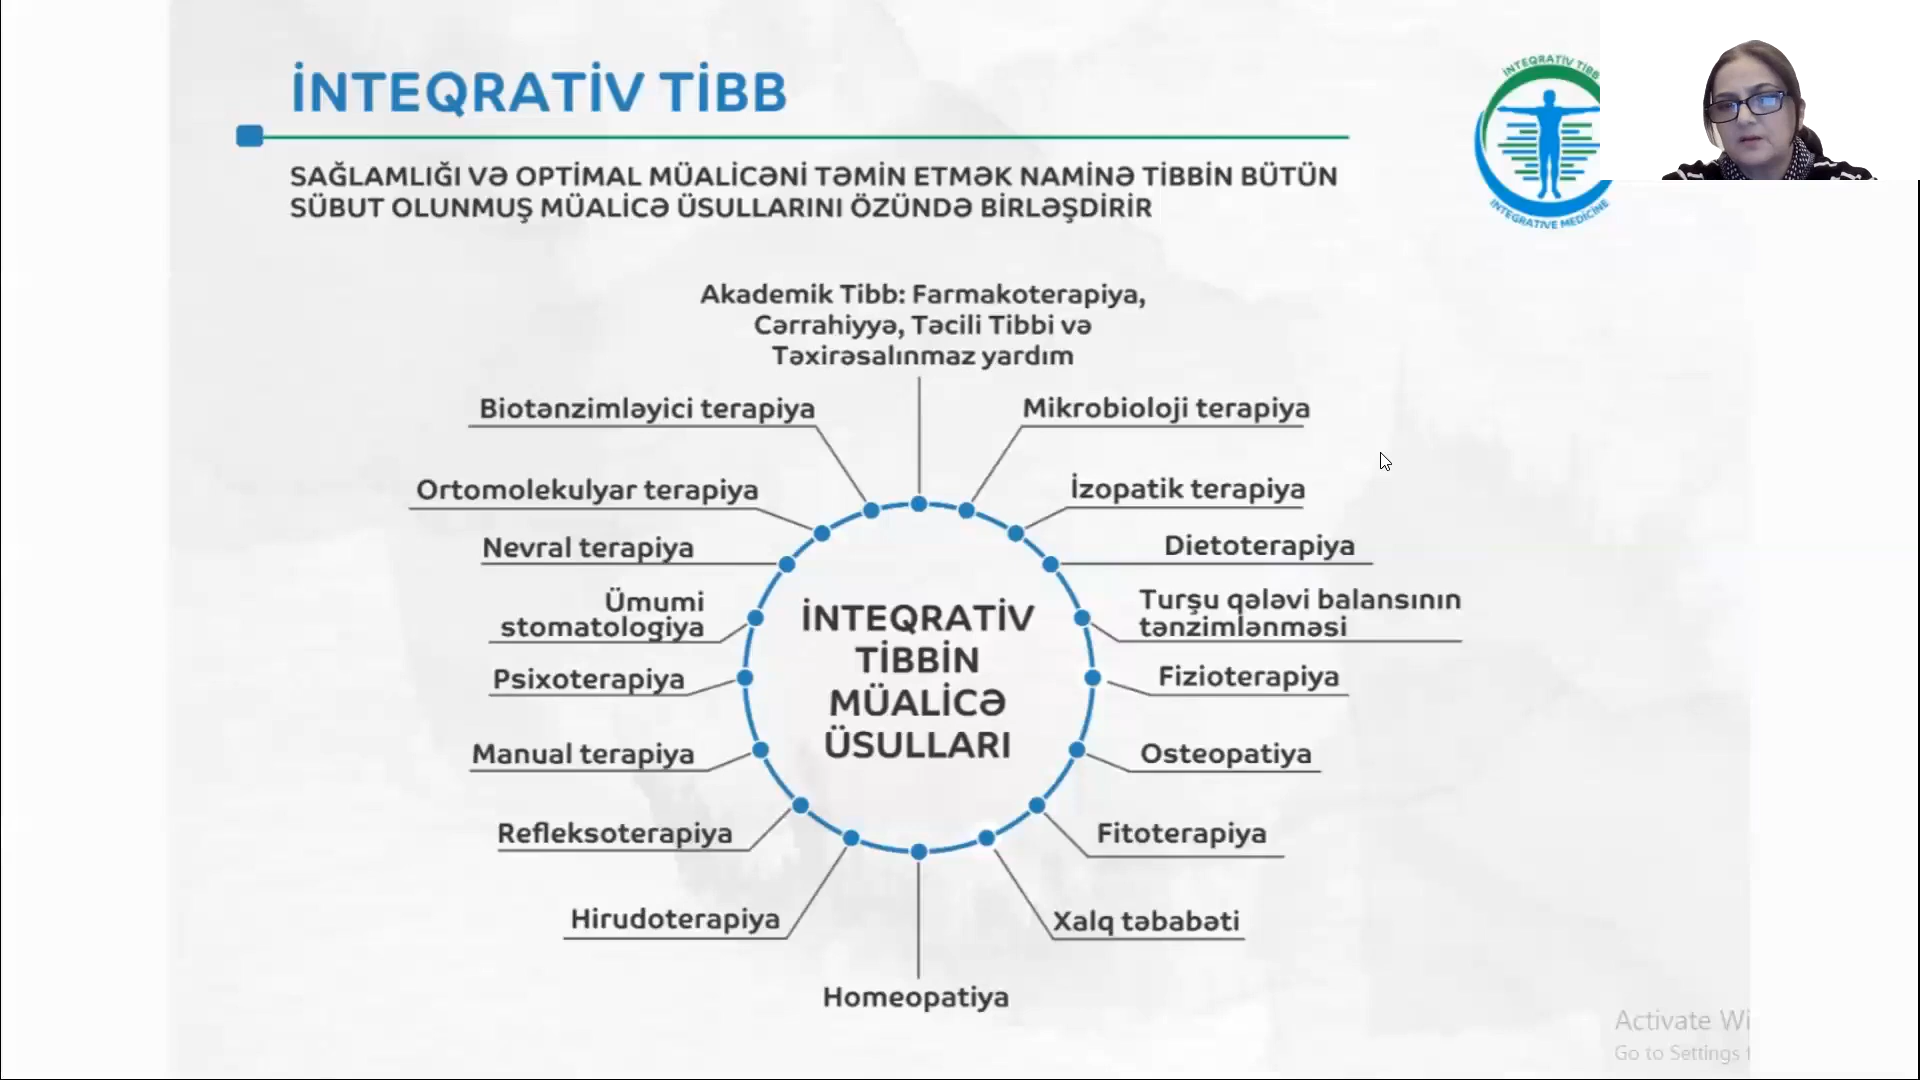 İNTEQRATİV TİBB
SAĞLAMLIĞI VƏ OPTİMAL MÜALİCƏNİ TƏMİN ETMƏK NAMİNƏ TİBBİN BÜTÜN
SÜBUT OLUNMUŞ MÜALİCƏ ÜSULLARINI ÖZÜNDƏ BİRLƏŞDİRİR
İNTEQRATİV TİBB
INTEGRATIVE MEDICINE
Akademik Tibb: Farmakoterapiya,
Cərrahiyyə, Təcili Tibbi və
Təxirəsalınmaz yardım
Biotənzimləyici terapiya
Mikrobioloji terapiya
Ortomolekulyar terapiya
İzopatik terapiya
Nevral terapiya
Dietoterapiya
Ümumi
stomatologiya
Turşu qələvi balansının
tənzimlənməsi
Psixoterapiya
Fizioterapiya
Manual terapiya
Osteopatiya
Refleksoterapiya
Fitoterapiya
Hirudoterapiya
Xalq təbabəti
Homeopatiya
İNTEQRATİV
TİBBİN
MÜALİCƏ
ÜSULLARI
Activate Wi
Go to Settings